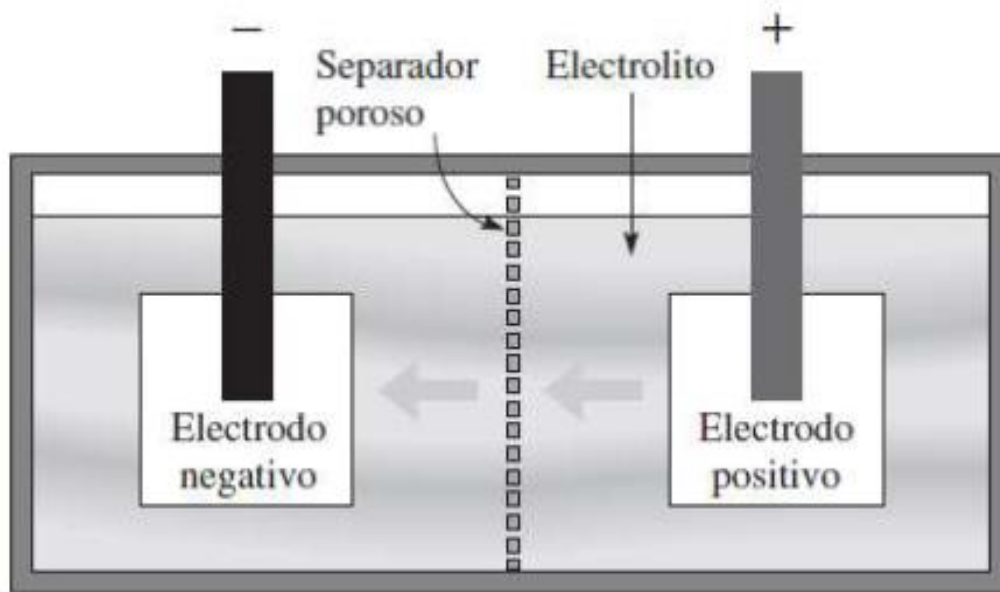 −
+
Separador
poroso
Electrolito
Electrodo
negativo
Electrodo
positivo